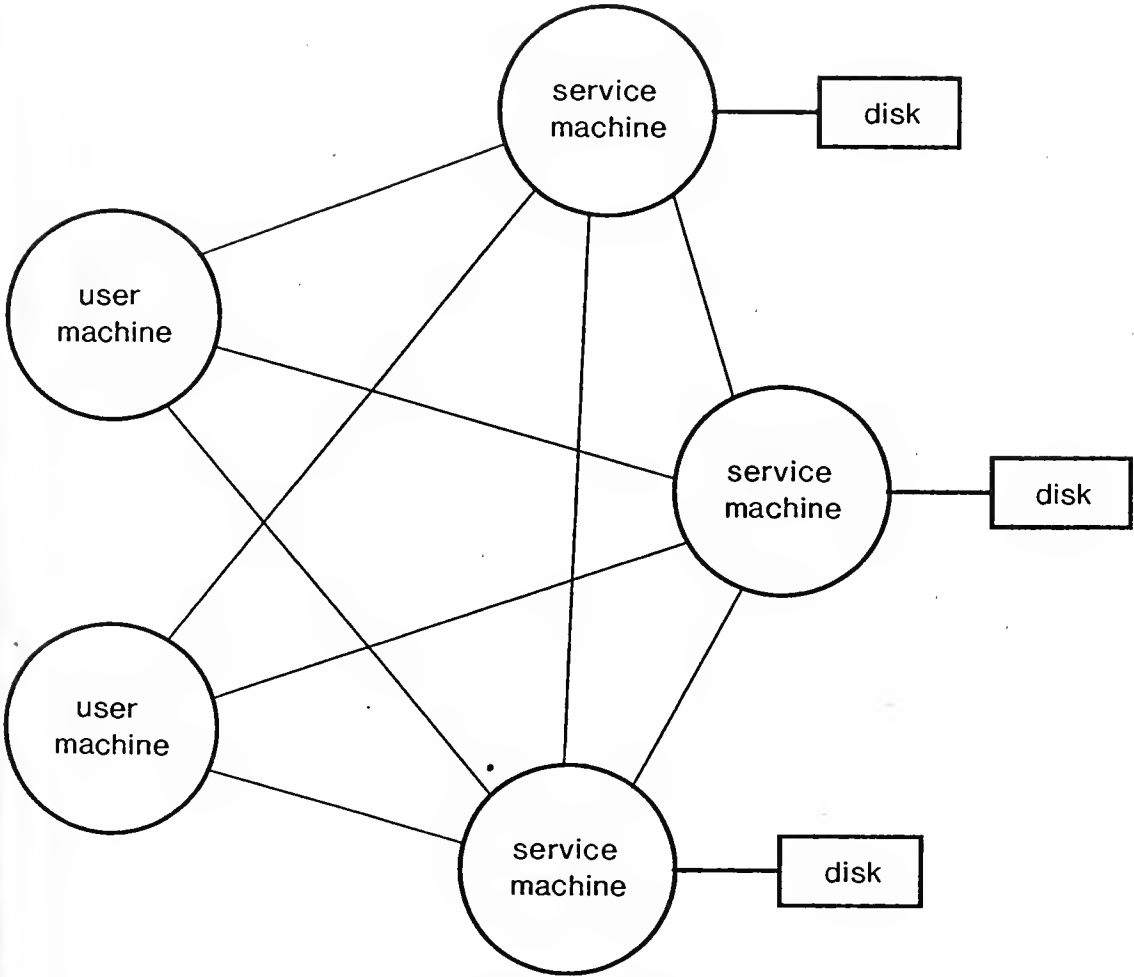 service
machine
disk
user
machine
service
machine
disk
user
machine
service
machine
disk